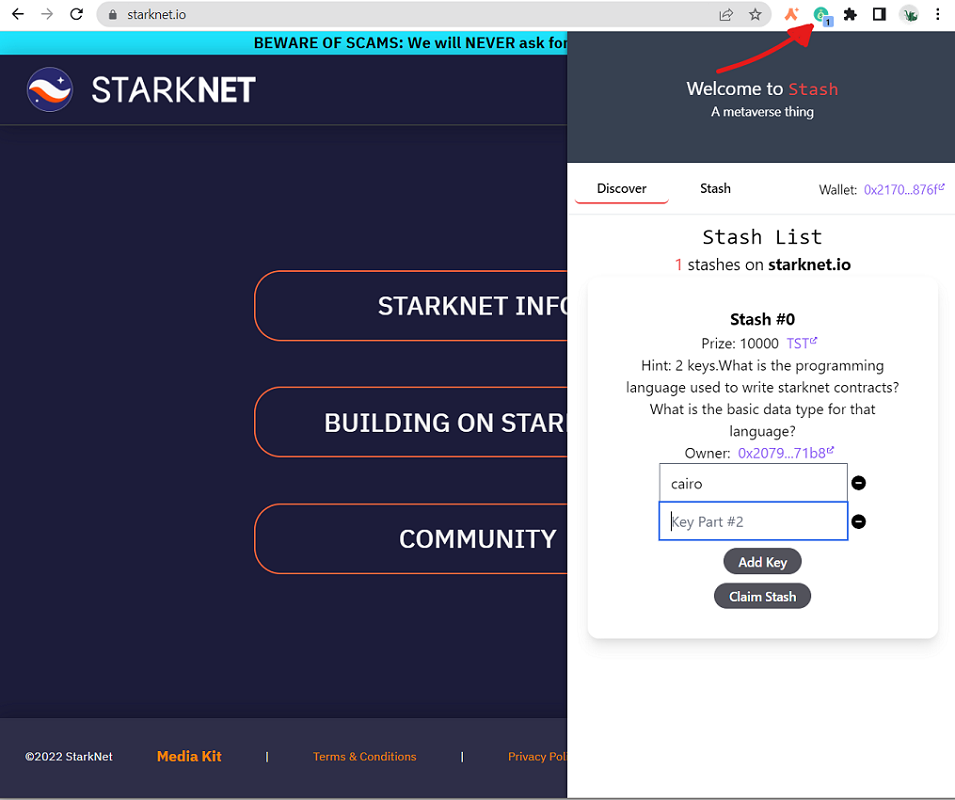 starknet.io
1
BEWARE OF SCAMS: We will NEVER ask for
STARKNET
Welcome to Stash
A metaverse thing
Discover
Stash
Wallet: 0x2170...876f
Stash List
1 stashes on starknet.io
STARKNET INFO
Stash #0
Prize: 10000 TST
Hint: 2 keys.What is the programming
language used to write starknet contracts?
What is the basic data type for that
language?
Owner: 0x2079...71b8
BUILDING ON STARK
cairo
Key Part #2
COMMUNITY
Add Key
Claim Stash
©2022 StarkNet
Media Kit
|
Terms & Conditions
|
Privacy Poli